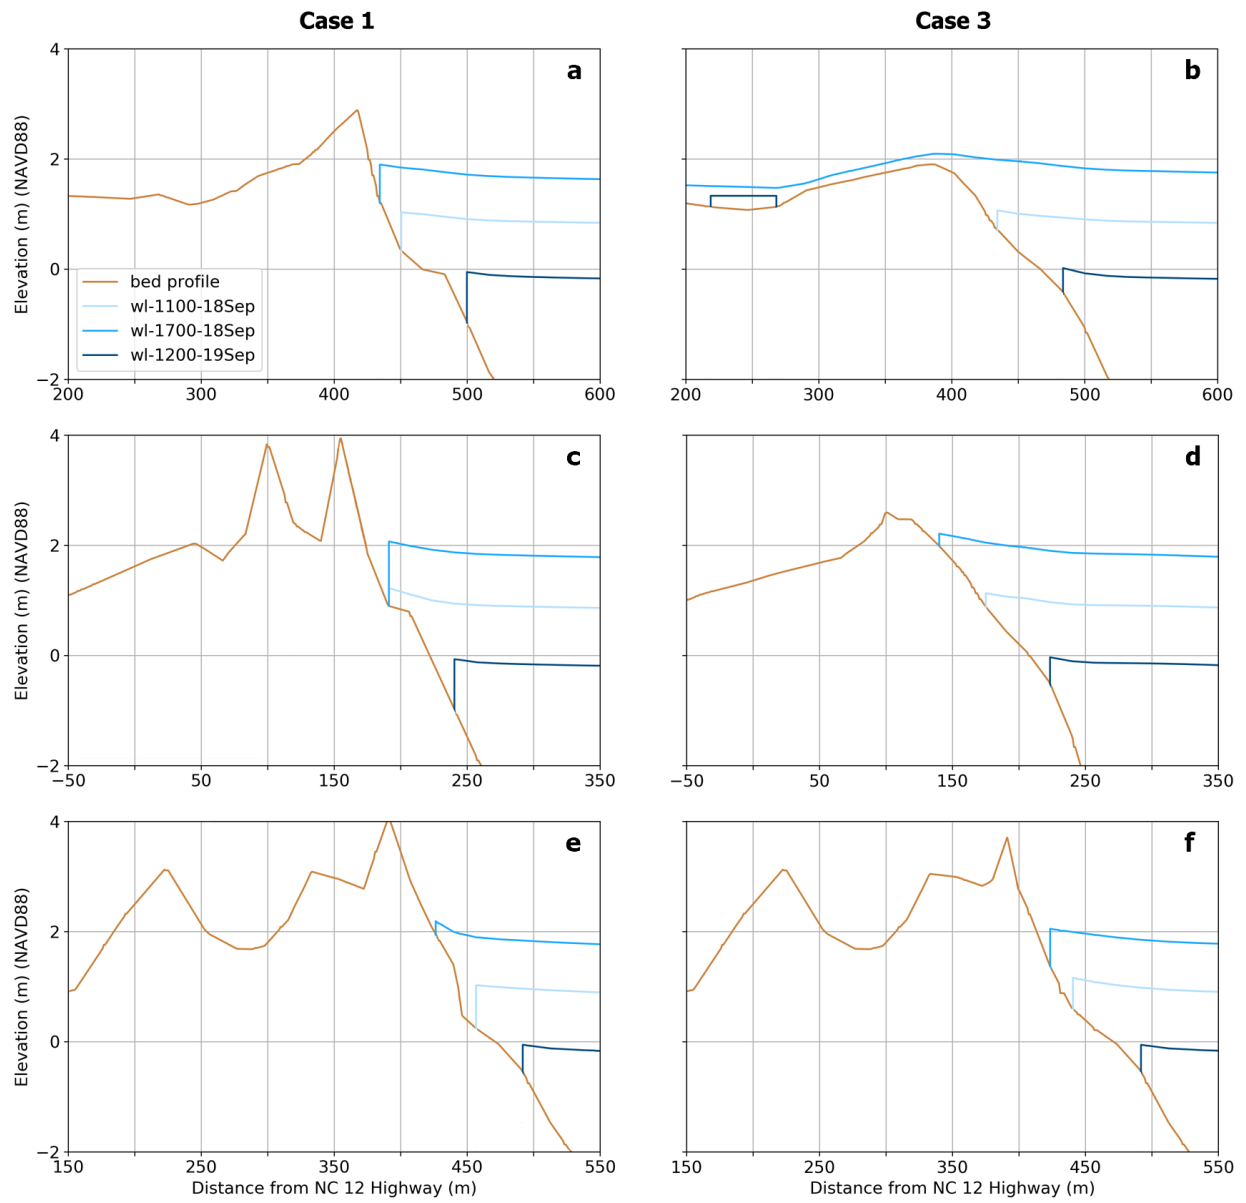 Case 1
Case 3
4
2
0
−2
Elevation (m) (NAVD88)
a
bed profile
wl-1100-18Sep
wl-1700-18Sep
wl-1200-19Sep
200 300 400 500 600
b
200 300 400 500 600
4
2
0
−2
Elevation (m) (NAVD88)
c
−50 50 150 250 350
d
−50 50 150 250 350
4
2
0
−2
Elevation (m) (NAVD88)
e
150 250 350 450 550
Distance from NC 12 Highway (m)
f
150 250 350 450 550
Distance from NC 12 Highway (m)